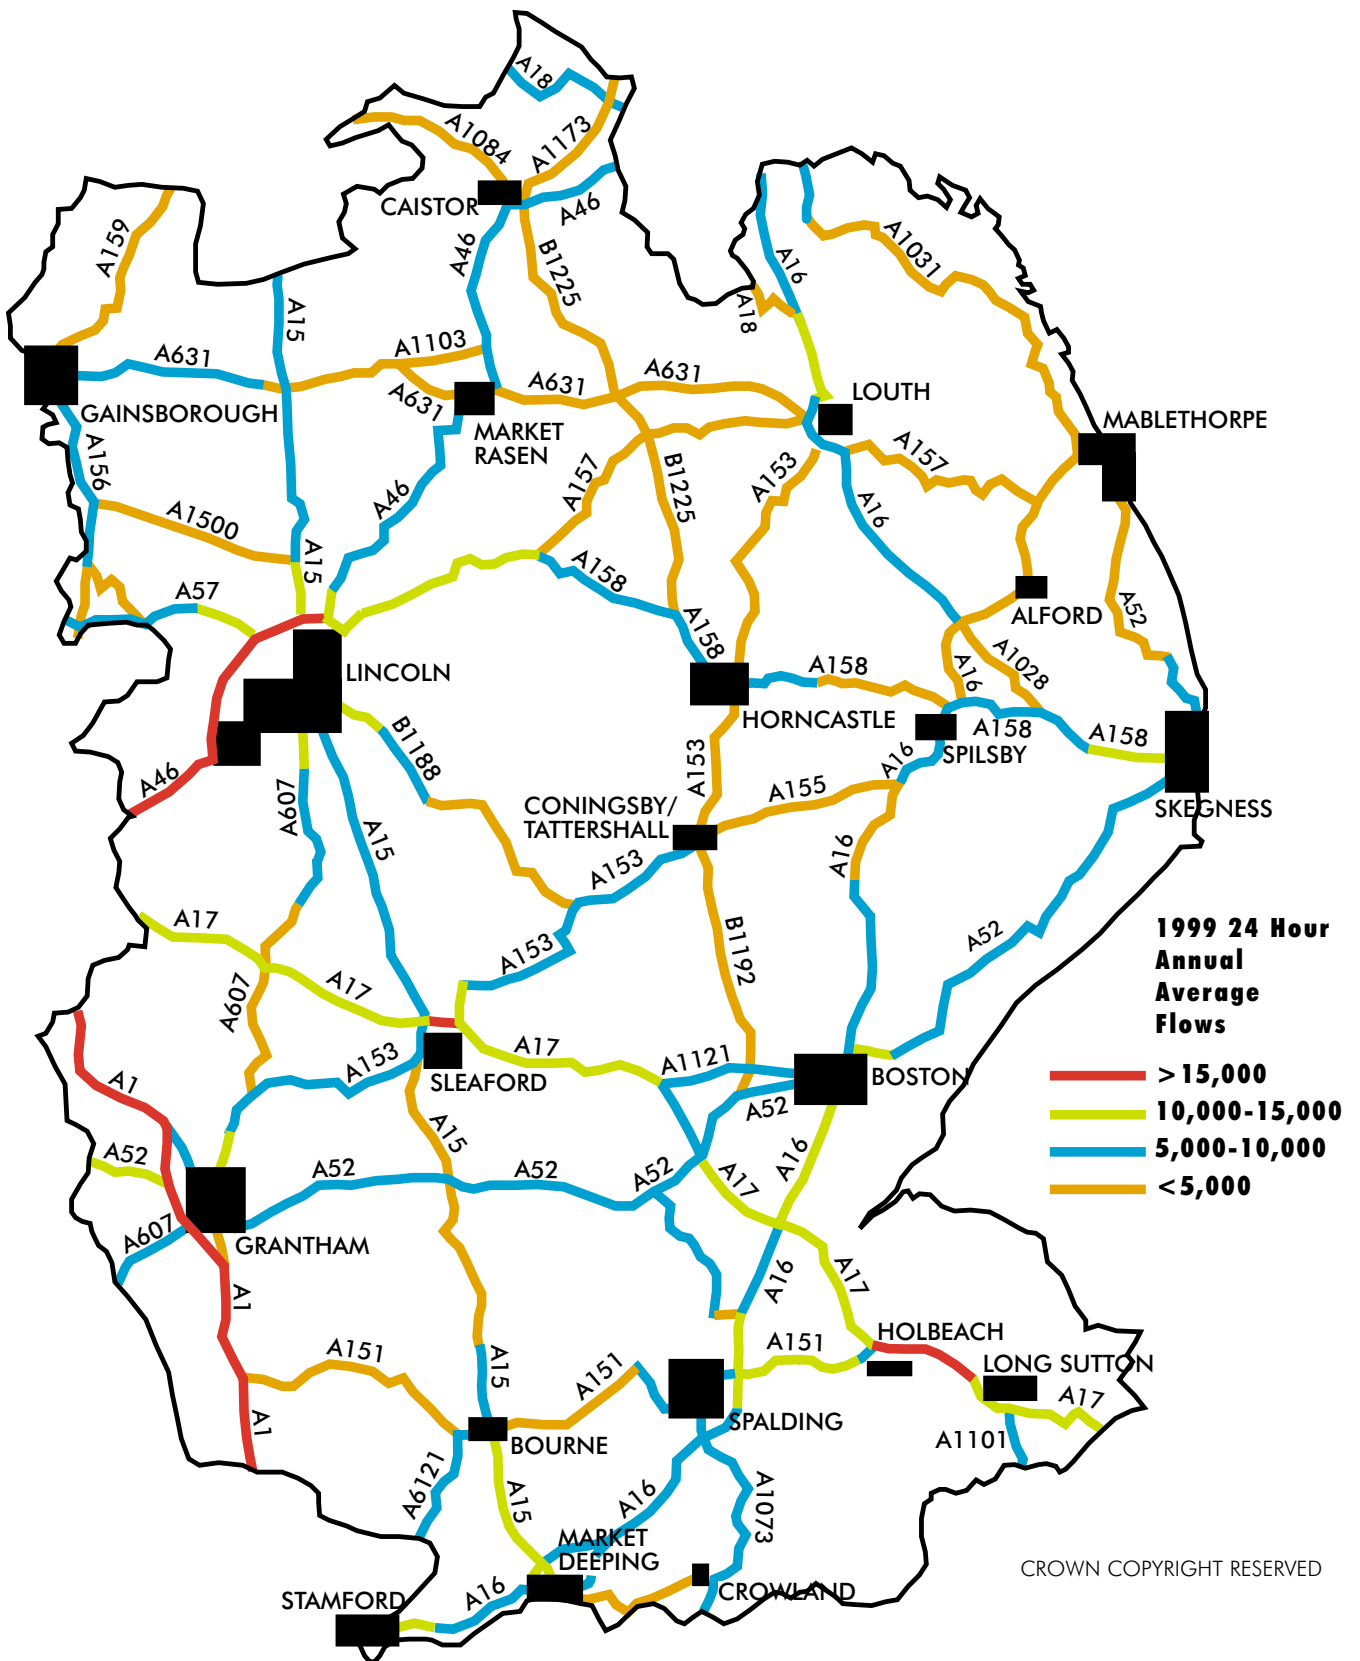 A18
A1084
A1173
CAISTOR
A46
A159
A46
B1225
A16
A1031
A15
A18
A631
A1103
A631
A631
A631
GAINSBOROUGH
LOUTH
MARKET
RASEN
MABLETHORPE
A156
A46
A157
B1225
A153
A157
A1500
A16
A15
A158
A57
A158
ALFORD
A52
LINCOLN
A158
A16
A1028
HORNCASTLE
A158
A158
SPILSBY
B1188
A46
A607
A153
A16
CONINGSBY/
TATTERSHALL
A155
SKEGNESS
A15
A16
A153
A17
A52
A153
B1192
A607
A17
1999 24 Hour
Annual
Average
Flows
A153
A17
A1121
SLEAFORD
BOSTON
>15,000
A1
A52
10,000-15,000
A15
A16
A52
A52
A52
A52
A17
5,000-10,000
<5,000
A607
GRANTHAM
A16
A17
A1
HOLBEACH
A151
A15
A151
A151
LONG SUTTON
A1
SPALDING
A17
BOURNE
A1101
A6121
A15
A16
A1073
MARKET
DEEPING
CROWN COPYRIGHT RESERVED
STAMFORD
A16
CROWLAND